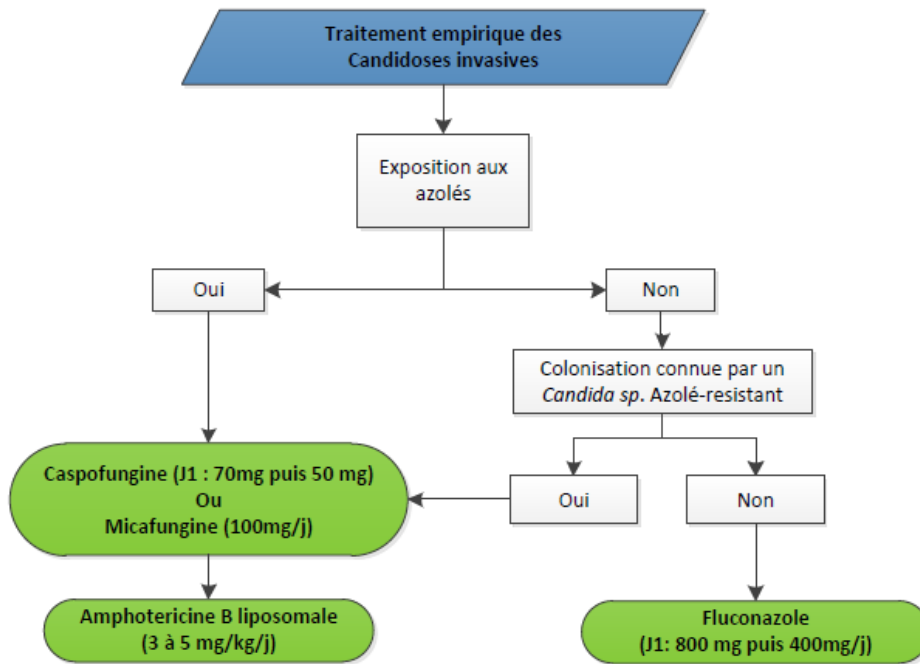 Traitement empirique des
Candidoses invasives
Exposition aux
azolés
Oui
Non
Colonisation connue par un
Candida sp. Azolé-resistant
Caspofungine (J1 : 70mg puis 50 mg)
Ou
Micafungine (100mg/j)
Oui
Non
Amphotericine B liposomale
(3 à 5 mg/kg/j)
Fluconazole
(J1: 800 mg puis 400mg/j)